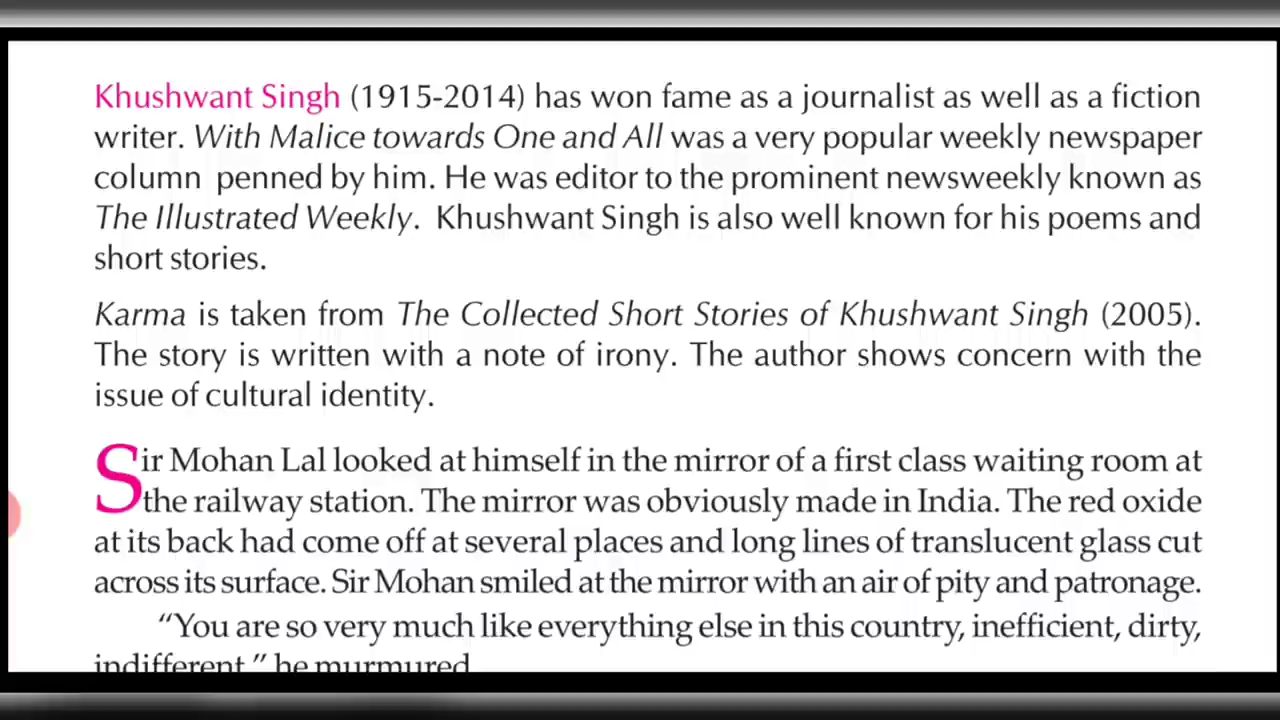 Khushwant Singh (1915-2014) has won fame as a journalist as well as a fiction
writer. With Malice towards One and All was a very popular weekly newspaper
column penned by him. He was editor to the prominent newsweekly known as
The Illustrated Weekly. Khushwant Singh is also well known for his poems and
short stories.
Karma is taken from The Collected Short Stories of Khushwant Singh (2005).
The story is written with a note of irony. The author shows concern with the
issue of cultural identity.
Sir Mohan Lal looked at himself in the mirror of a first class waiting room at
the railway station. The mirror was obviously made in India. The red oxide
at its back had come off at several places and long lines of translucent glass cut
across its surface. Sir Mohan smiled at the mirror with an air of pity and patronage.
“You are so very much like everything else in this country, inefficient, dirty,
indifferent,” he murmured.